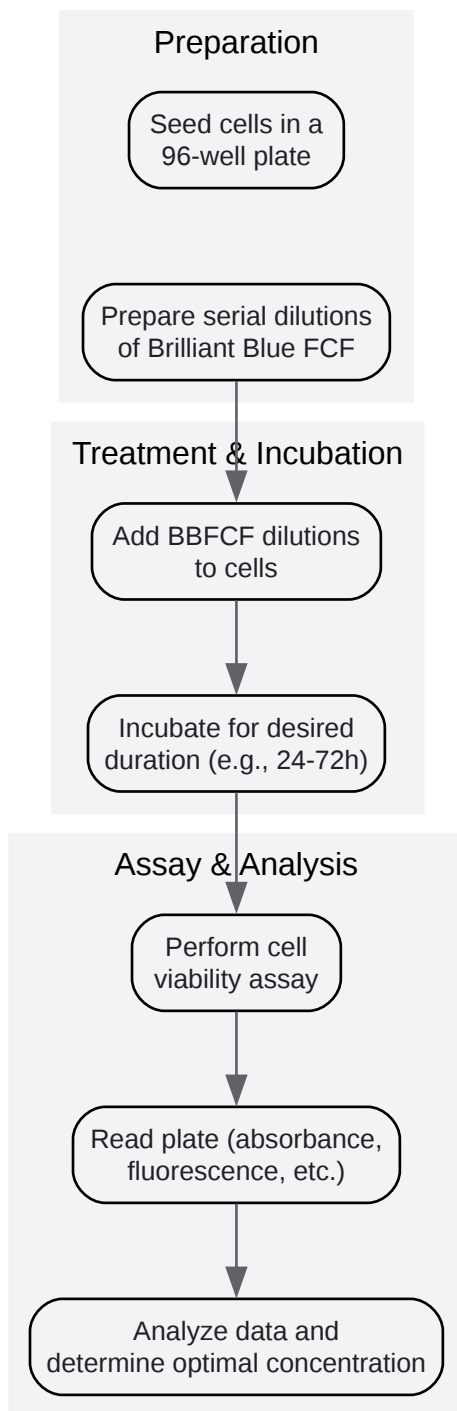 Preparation
Seed cells in a
96-well plate
Prepare serial dilutions
of Brilliant Blue FCF
Treatment & Incubation
Add BBFCF dilutions
to cells
Incubate for desired
duration (e.g., 24-72h)
Assay & Analysis
Perform cell
viability assay
Read plate (absorbance,
fluorescence, etc.)
Analyze data and
determine optimal concentration